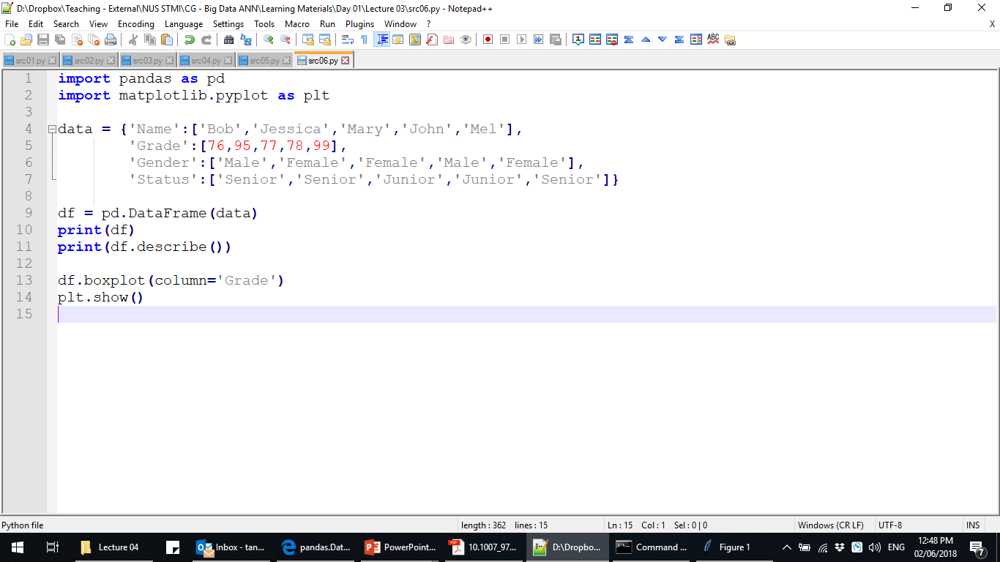 D:\Dropbox\Teaching - External\NUS STMI\CG - Big Data ANN\Learning Materials\Day 01\Lecture 03\src06.py - Notepad++
File Edit Search View Encoding Language Settings Tools Macro Run Plugins Window ? X
src01.py src02.py src03.py src04.py src05.py src06.py
1 import pandas as pd
2 import matplotlib.pyplot as plt
3
4 data = {'Name':['Bob','Jessica','Mary','John','Mel'],
5 'Grade':[76,95,77,78,99],
6 'Gender':['Male','Female','Female','Male','Female'],
7 'Status':['Senior','Senior','Junior','Junior','Senior']}
8
9 df = pd.DataFrame(data)
10 print(df)
11 print(df.describe())
12
13 df.boxplot(column='Grade')
14 plt.show()
15
Python file length : 362 lines : 15 Ln : 15 Col : 1 Sel : 0 | 0 Windows (CR LF) UTF-8 INS
Lecture 04 Inbox - tan... pandas.Dat... PowerPoint... 10.1007_97... D:\Dropbo... Command ... Figure 1 ENG 12:48 PM
02/06/2018 7